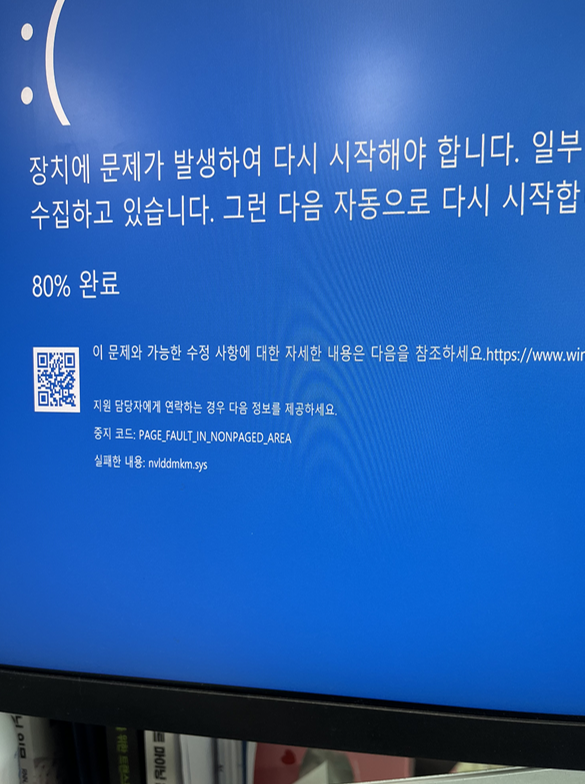 :(
장치에 문제가 발생하여 다시 시작해야 합니다. 일부
수집하고 있습니다. 그런 다음 자동으로 다시 시작합
80% 완료
이 문제와 가능한 수정 사항에 대한 자세한 내용은 다음을 참조하세요.https://www.win
지원 담당자에게 연락하는 경우 다음 정보를 제공하세요.
중지 코드: PAGE_FAULT_IN_NONPAGED_AREA
실패한 내용: nvlddmkm.sys